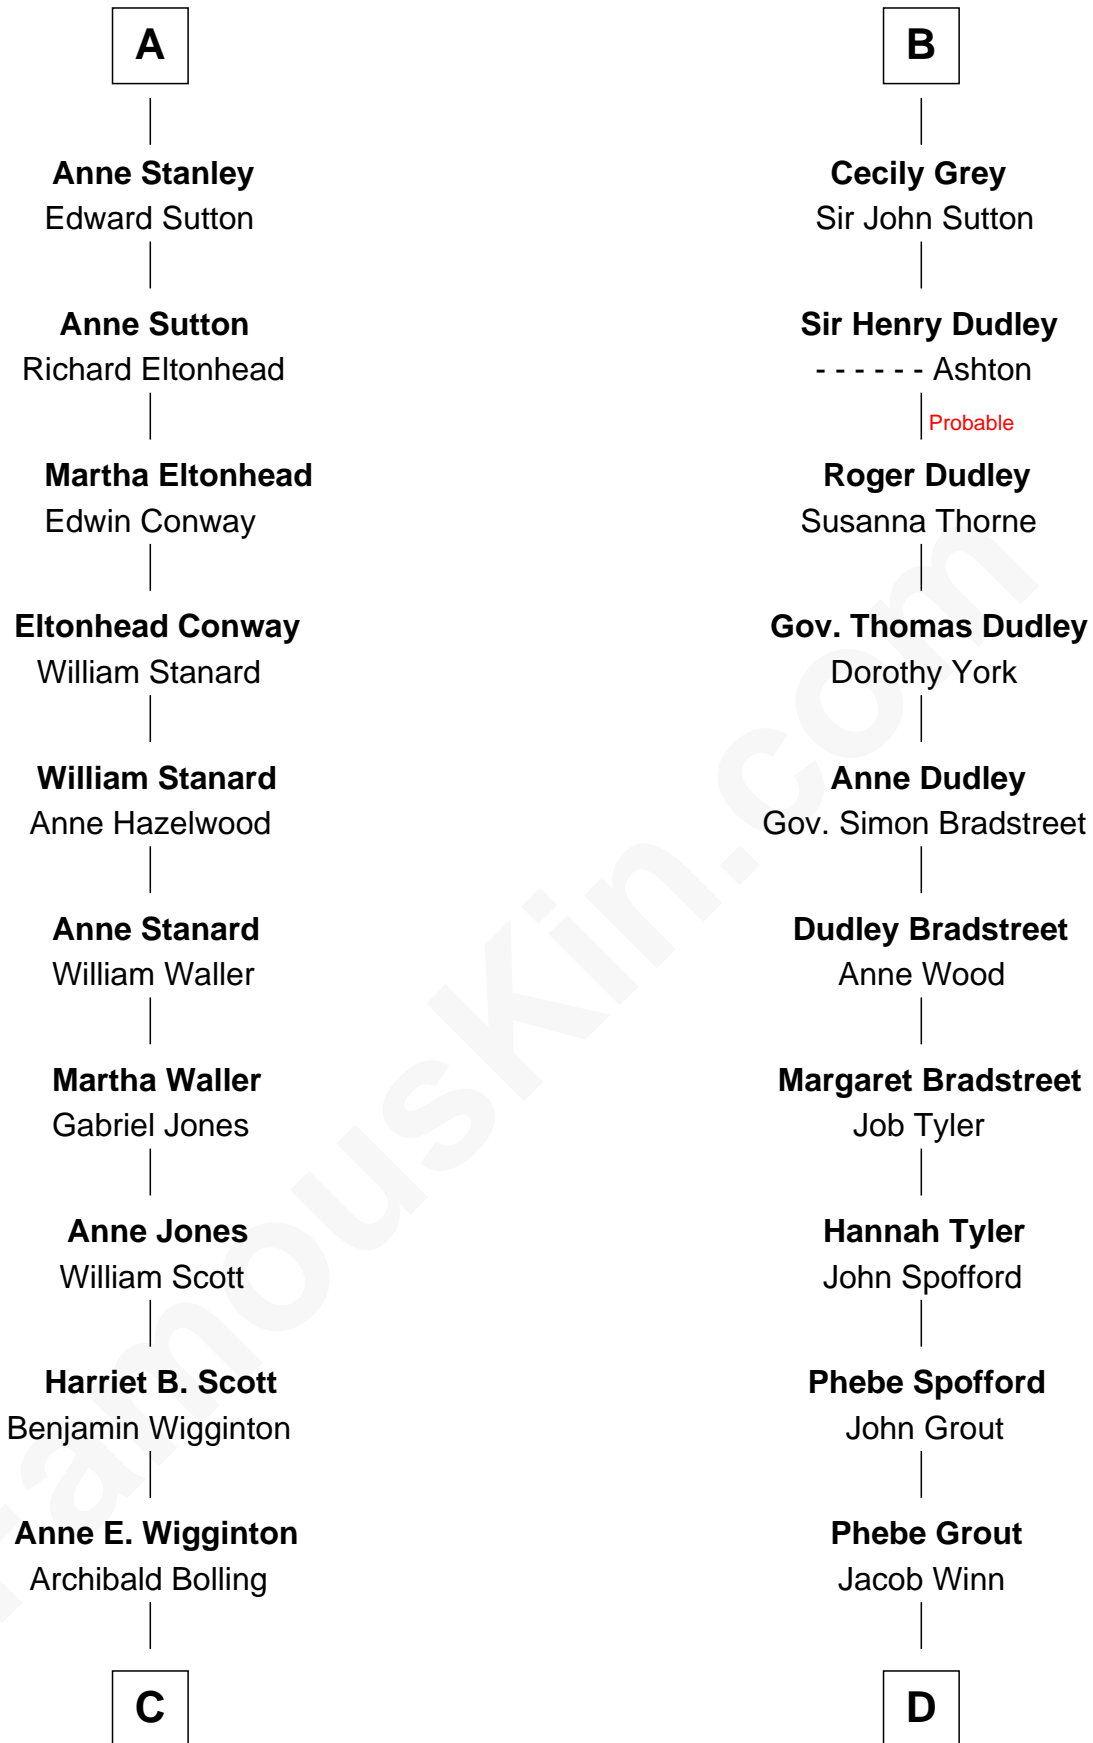 A
Anne Stanley
Edward Sutton
Anne Sutton
Richard Eltonhead
Martha Eltonhead
Edwin Conway
Eltonhead Conway
William Stanard
William Stanard
Anne Hazelwood
Anne Stanard
William Waller
Martha Waller
Gabriel Jones
Anne Jones
William Scott
Harriet B. Scott
Benjamin Wigginton
Anne E. Wigginton
Archibald Bolling
C
B
Cecily Grey
Sir John Sutton
Sir Henry Dudley
- - - - - - Ashton
Probable
Roger Dudley
Susanna Thorne
Gov. Thomas Dudley
Dorothy York
Anne Dudley
Gov. Simon Bradstreet
Dudley Bradstreet
Anne Wood
Margaret Bradstreet
Job Tyler
Hannah Tyler
John Spofford
Phebe Spofford
John Grout
Phebe Grout
Jacob Winn
D
FamousKin.com